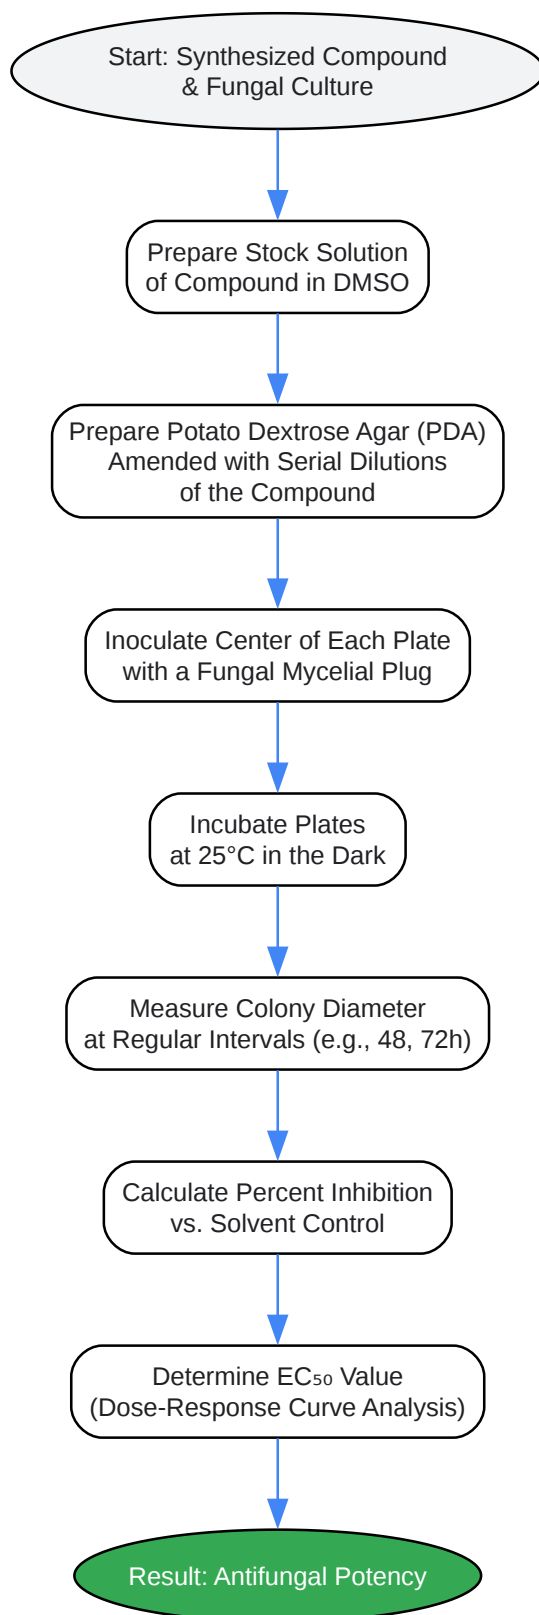 Start: Synthesized Compound
& Fungal Culture
Prepare Stock Solution
of Compound in DMSO
Prepare Potato Dextrose Agar (PDA)
Amended with Serial Dilutions
of the Compound
Inoculate Center of Each Plate
with a Fungal Mycelial Plug
Incubate Plates
at 25°C in the Dark
Measure Colony Diameter
at Regular Intervals (e.g., 48, 72h)
Calculate Percent Inhibition
vs. Solvent Control
Determine EC₅₀ Value
(Dose-Response Curve Analysis)
Result: Antifungal Potency